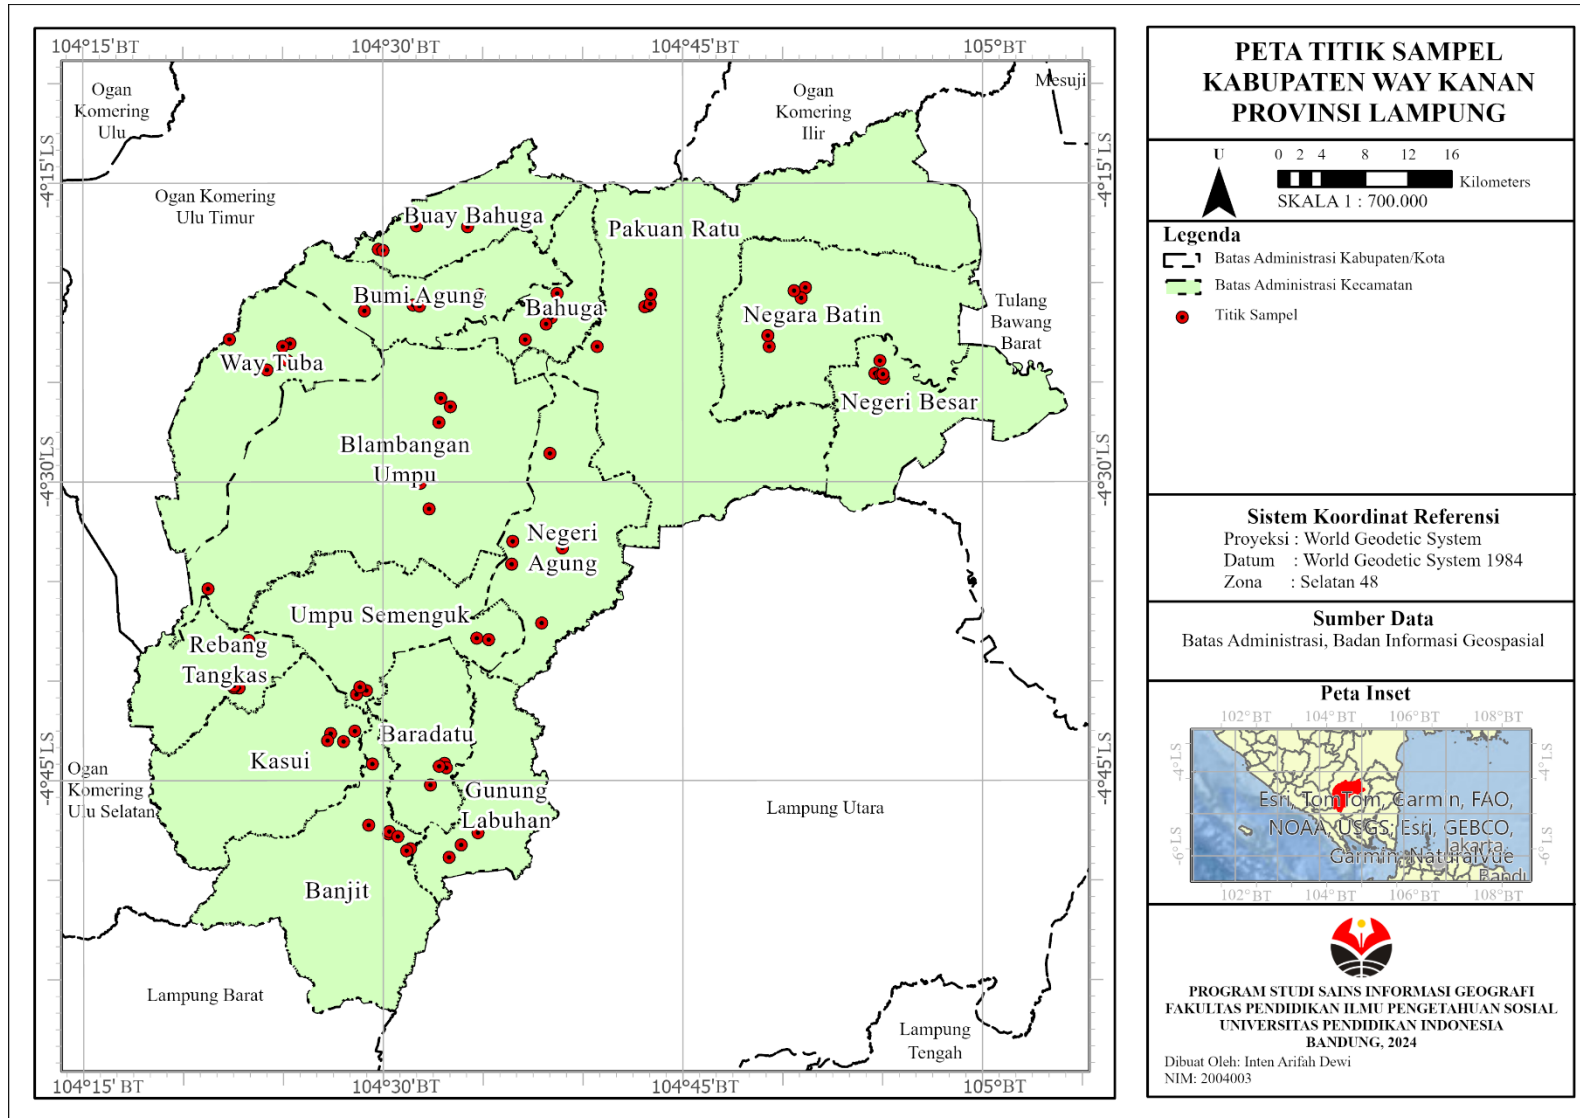 104°15'BT
104°30'BT
104°45'BT
105°BT
Ogan
Komering
Ulu
Ogan
Komering
Ilir
Mesuji
-4°15'LS
-4°15'LS
Ogan Komering
Ulu Timur
Buay Bahuga
Pakuan Ratu
Bumi Agung
Bahuga
Negara Batin
Tulang
Bawang
Barat
Way Tuba
Negeri Besar
Blambangan
Umpu
-4°30'LS
-4°30'LS
Negeri
Agung
Umpu Semenguk
Rebang
Tangkas
Baradatu
Kasui
Ogan
Komering
Ulu Selatan
-4°45'LS
-4°45'LS
Gunung
Labuhan
Lampung Utara
Banjit
Lampung Barat
Lampung
Tengah
104°15'BT
104°30'BT
104°45'BT
105°BT
PETA TITIK SAMPEL
KABUPATEN WAY KANAN
PROVINSI LAMPUNG
U
0 2 4 8 12 16
Kilometers
SKALA 1 : 700.000
Legenda
Batas Administrasi Kabupaten/Kota
Batas Administrasi Kecamatan
Titik Sampel
Sistem Koordinat Referensi
Proyeksi : World Geodetic System
Datum : World Geodetic System 1984
Zona : Selatan 48
Sumber Data
Batas Administrasi, Badan Informasi Geospasial
Peta Inset
102°BT 104°BT 106°BT 108°BT
-4°LS
-4°LS
Esri, TomTom, Garmin, FAO,
NOAA, USGS, Esri, GEBCO,
Jakarta
Garmin, NaturalVue
Bandu
-6°LS
-6°LS
102°BT 104°BT 106°BT 108°BT
PROGRAM STUDI SAINS INFORMASI GEOGRAFI
FAKULTAS PENDIDIKAN ILMU PENGETAHUAN SOSIAL
UNIVERSITAS PENDIDIKAN INDONESIA
BANDUNG, 2024
Dibuat Oleh: Inten Arifah Dewi
NIM: 2004003